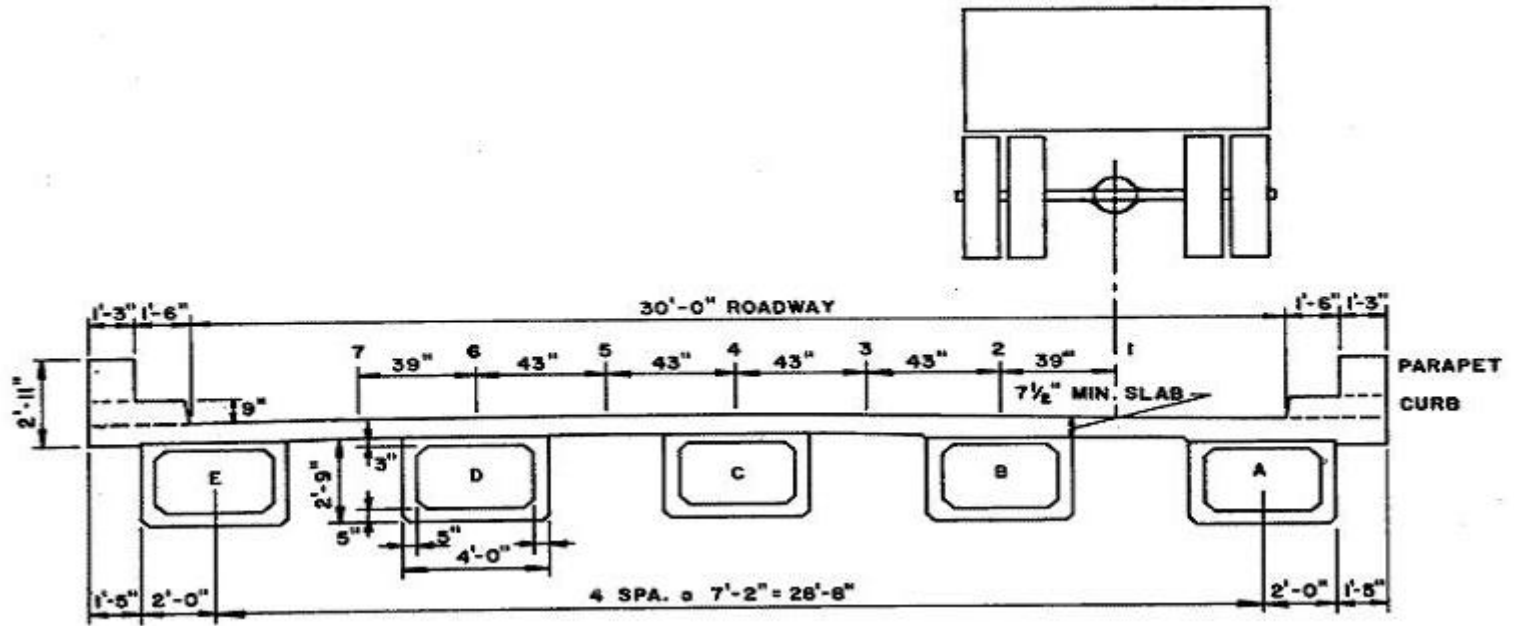 30'-0" ROADWAY
1'-3" 1'-6"
1'-6" 1'-3"
7 6 5 4 3 2 1
39" 43" 43" 43" 43" 39"
7½" MIN. SLAB
PARAPET
CURB
2'-11"
9"
E D C B A
3"
2'-9"
5"
5"
4'-0"
4 SPA. @ 7'-2" = 28'-8"
1'-5" 2'-0"
2'-0" 1'-5"